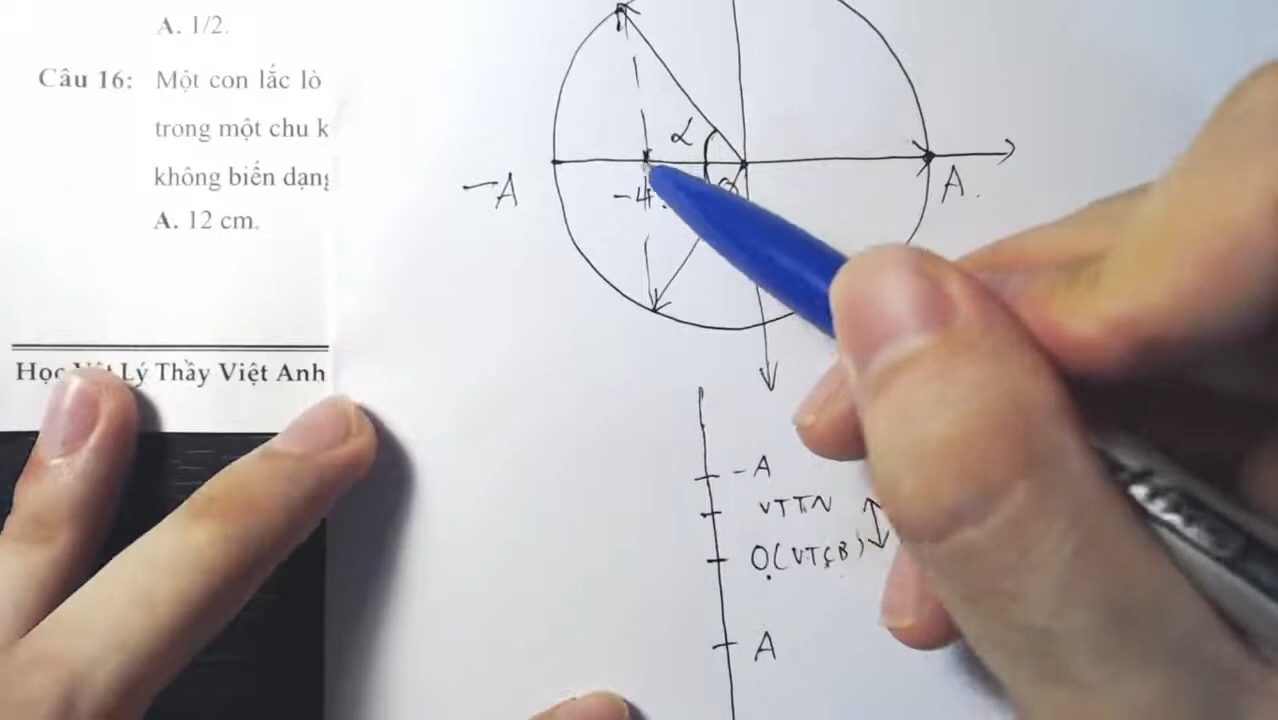 A. 1/2.
Câu 16: Một con lắc lò
trong một chu k
không biến dạng
A. 12 cm.
Học Vật Lý Thầy Việt Anh
α
-A
-4
A.
-A
VTTN
O(VTCB)
A